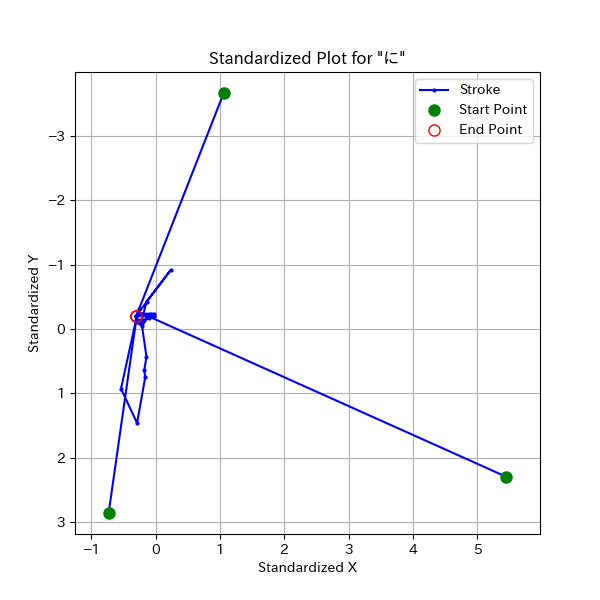 Standardized Plot for "に"
Stroke
Start Point
End Point
−3
−2
−1
0
1
2
3
Standardized Y
−1
0
1
2
3
4
5
Standardized X